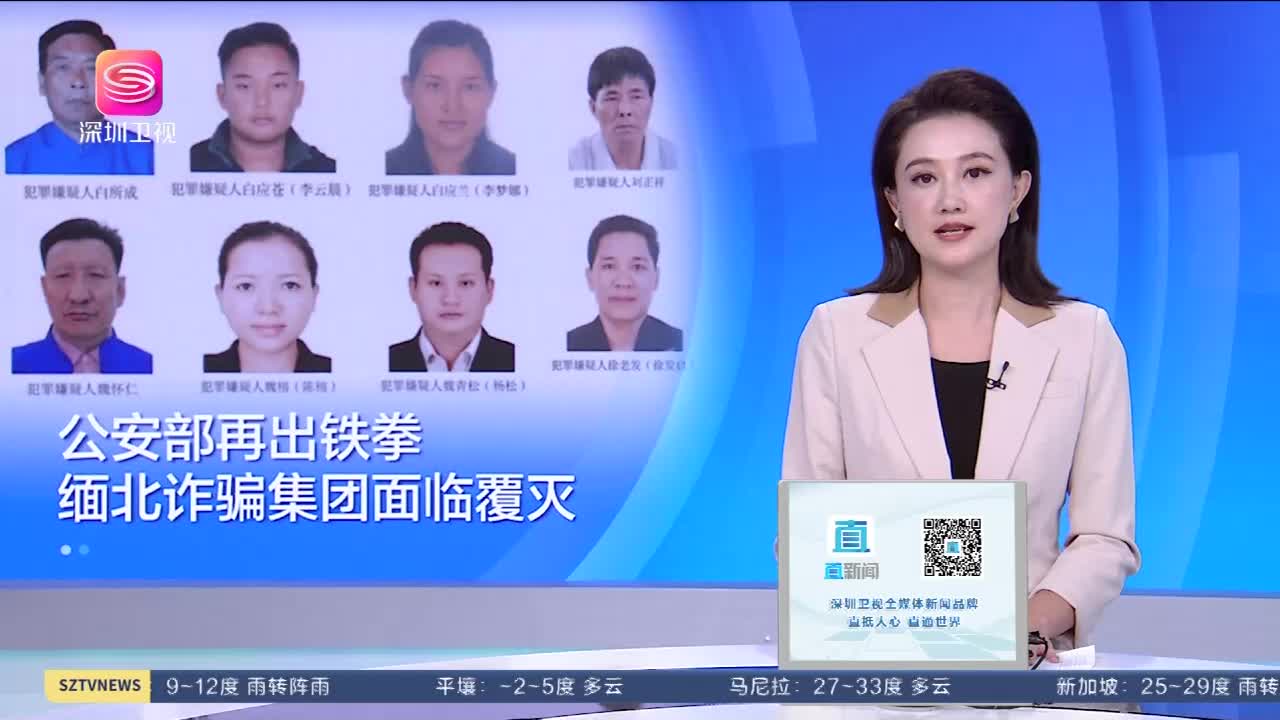 深圳卫视
犯罪嫌疑人白所成
犯罪嫌疑人白应苍（李云晨）
犯罪嫌疑人白应兰（李梦娜）
犯罪嫌疑人刘正祥
犯罪嫌疑人魏怀仁
犯罪嫌疑人魏榕（陈榕）
犯罪嫌疑人魏青松（杨松）
犯罪嫌疑人徐老发（徐发启
公安部再出铁拳
缅北诈骗集团面临覆灭
直
直新闻
深圳卫视全媒体新闻品牌
直抵人心 直通世界
SZTVNEWS 9~12度 雨转阵雨 平壤：-2~5度 多云 马尼拉：27~33度 多云 新加坡：25~29度 雨转